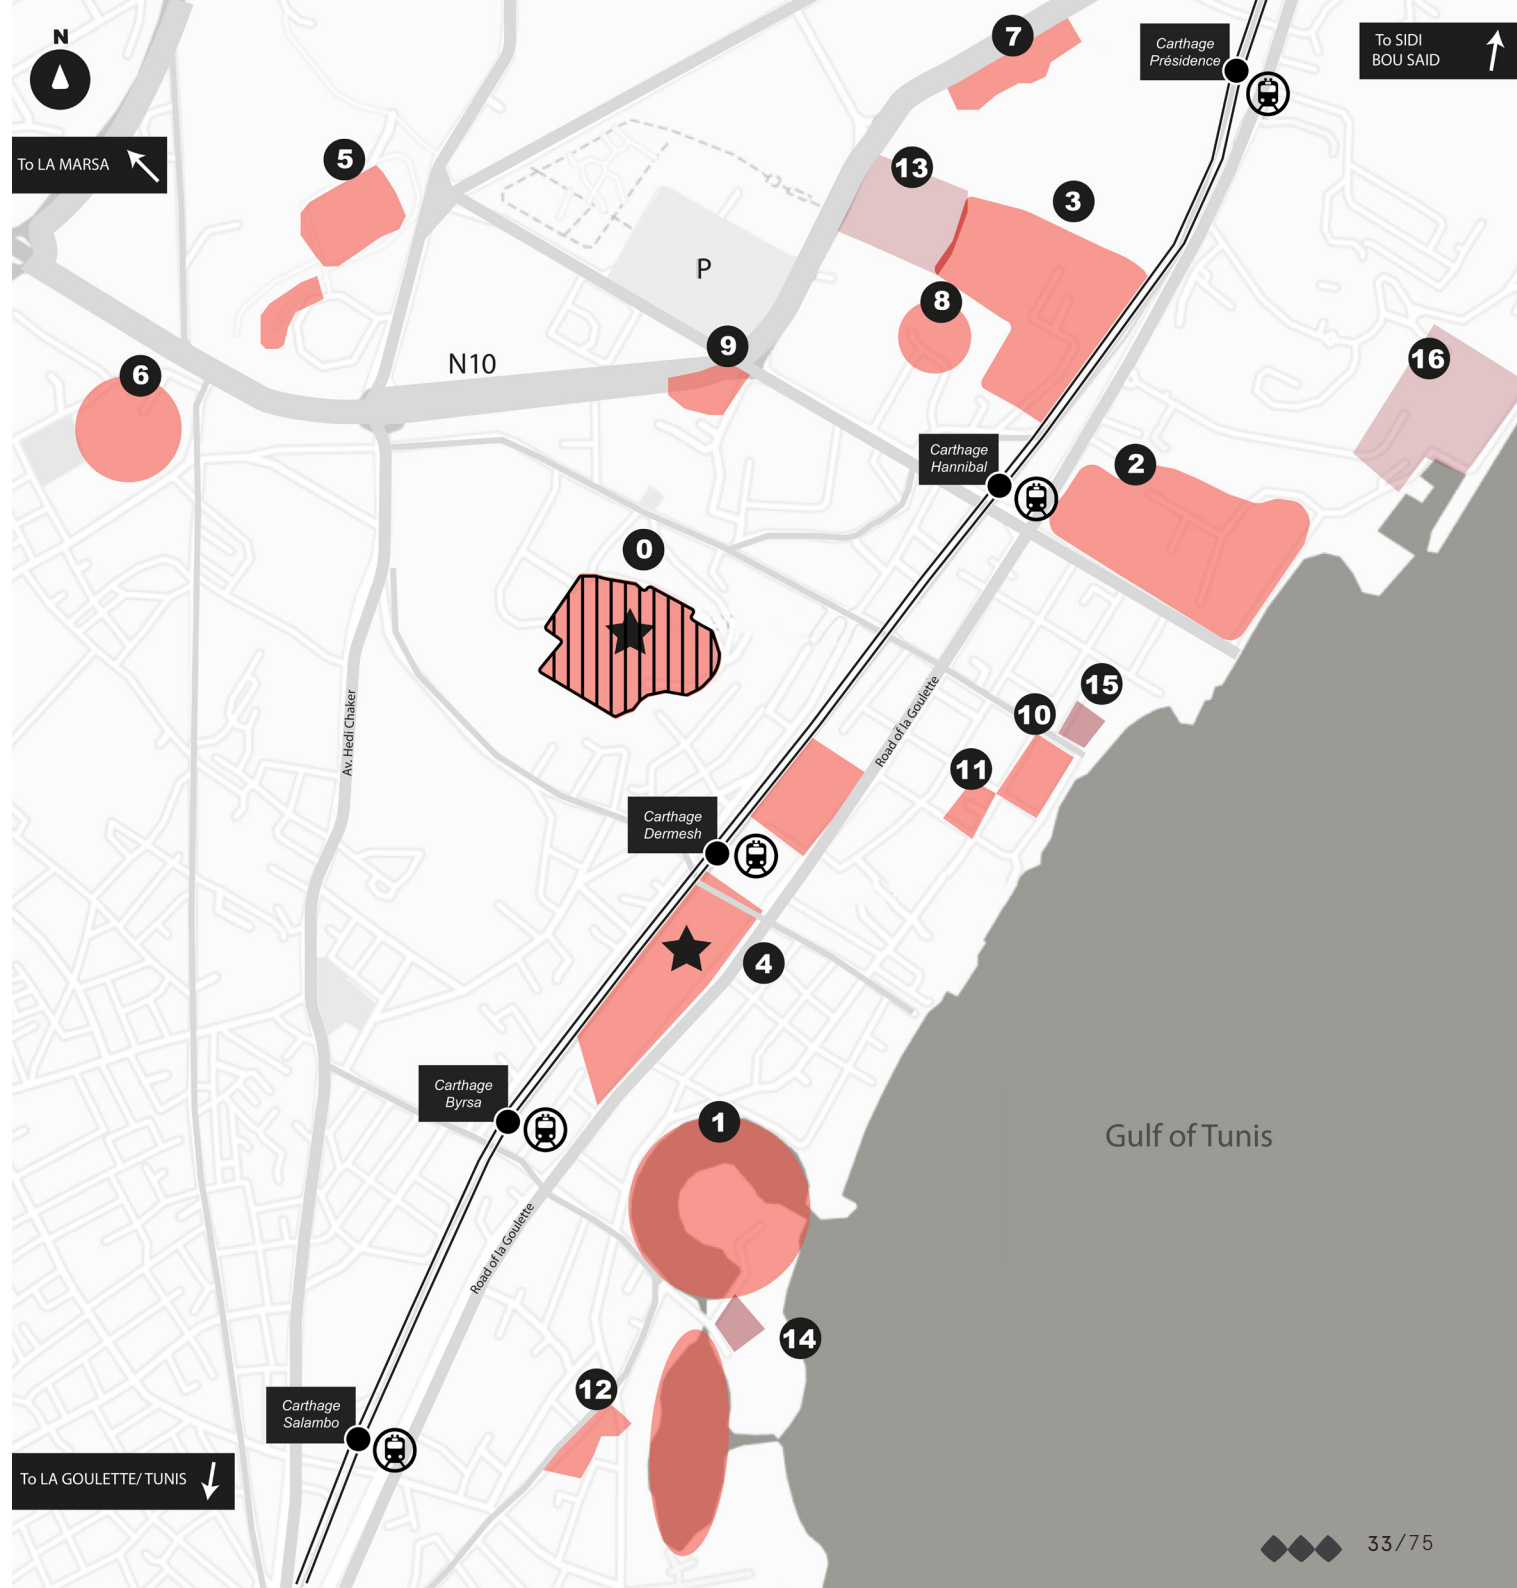 N
7
Carthage
Présidence
To SIDI
BOU SAID
To LA MARSA
5
13
3
P
8
9
N10
6
16
Carthage
Hannibal
2
0
15
10
Road of la Goulette
11
Av. Hedi Chaker
Carthage
Dermesh
4
Carthage
Byrsa
1
Gulf of Tunis
Road of la Goulette
14
12
Carthage
Salambo
To LA GOULETTE/ TUNIS
33/75